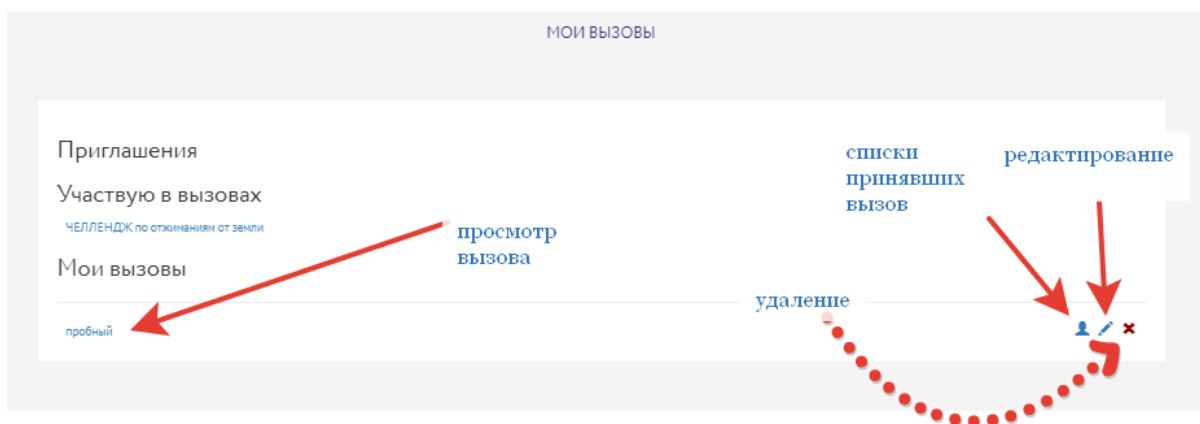 МОИ ВЫЗОВЫ
Приглашения
Участвую в вызовах
ЧЕЛЛЕНДЖ по отжиманиям от земли
Мои вызовы
пробный
просмотр
вызова
удаление
списки
принявших
вызов
редактирование